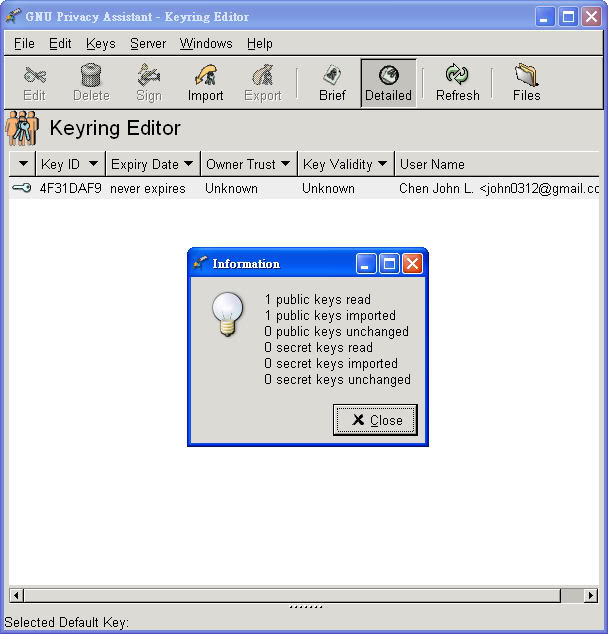 GNU Privacy Assistant - Keyring Editor
File Edit Keys Server Windows Help
Edit Delete Sign Import Export Brief Detailed Refresh Files
Keyring Editor
Key ID Expiry Date Owner Trust Key Validity User Name
4F31DAF9 never expires Unknown Unknown Chen John L. <john0312@gmail.co
Information
1 public keys read
1 public keys imported
0 public keys unchanged
0 secret keys read
0 secret keys imported
0 secret keys unchanged
Close
Selected Default Key: